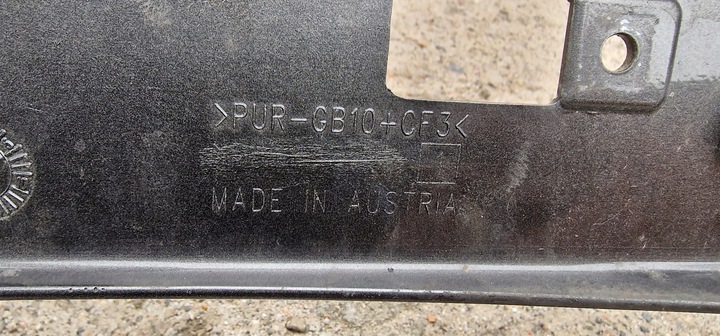 >PUR-GB10+CF3<
MADE IN AUSTRIA